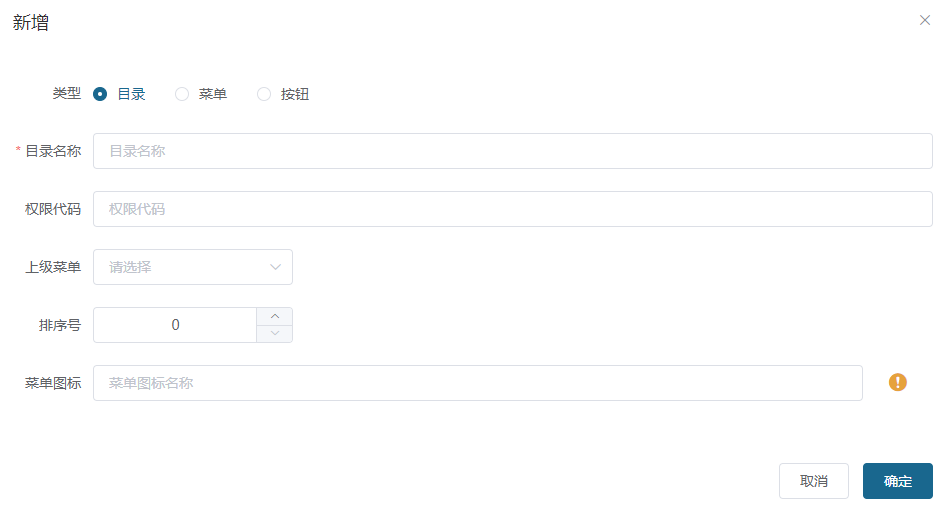 新增
类型 目录 菜单 按钮
* 目录名称 目录名称
权限代码 权限代码
上级菜单 请选择
排序号 0
菜单图标 菜单图标名称
取消 确定